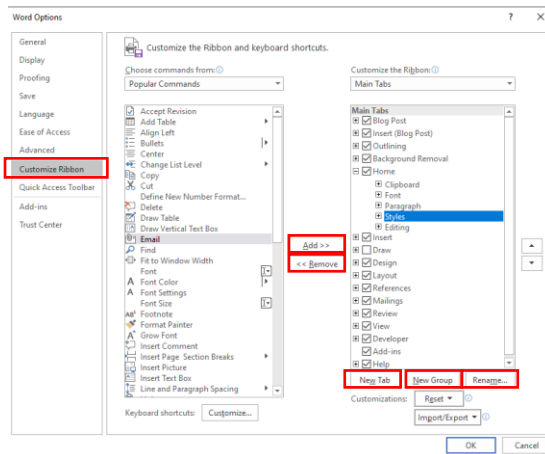 Word Options
?
General
Display
Proofing
Save
Language
Ease of Access
Advanced
Customize Ribbon
Quick Access Toolbar
Add-ins
Trust Center
Customize the Ribbon and keyboard shortcuts.
Choose commands from:
Popular Commands
Accept Revision
Add Table
Align Left
Bullets
Center
Change List Level
Copy
Cut
Define New Number Format...
Delete
Draw Table
Draw Vertical Text Box
Email
Find
Fit to Window Width
Font
Font Color
Font Settings
Font Size
Footnote
Format Painter
Grow Font
Insert Comment
Insert Page Section Breaks
Insert Picture
Insert Text Box
Line and Paragraph Spacing
Keyboard shortcuts: Customize...
Add >>
<< Remove
Customize the Ribbon:
Main Tabs
Main Tabs
Blog Post
Insert (Blog Post)
Outlining
Background Removal
Home
Clipboard
Font
Paragraph
Styles
Editing
Insert
Draw
Design
Layout
References
Mailings
Review
View
Developer
Add-ins
Help
New Tab New Group Rename...
Customizations: Reset
Import/Export
OK Cancel